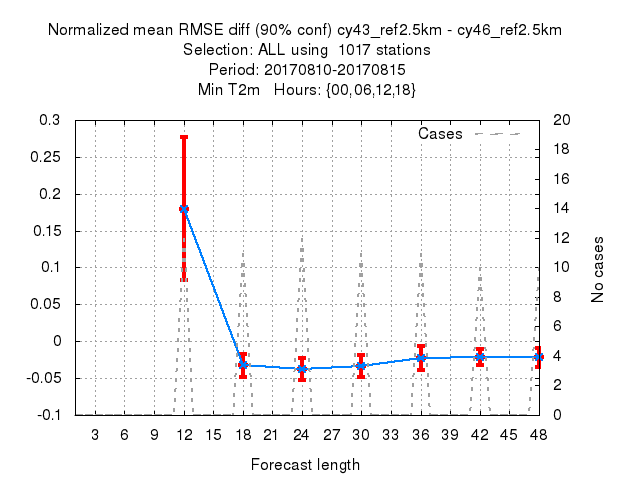 Normalized mean RMSE diff (90% conf) cy43_ref2.5km - cy46_ref2.5km
Selection: ALL using  1017 stations
Period: 20170810-20170815
Min T2m   Hours: {00,06,12,18}
Cases
0.3
0.25
0.2
0.15
0.1
0.05
0
-0.05
-0.1
20
18
16
14
12
10
8
6
4
2
0
No cases
3 6 9 12 15 18 21 24 27 30 33 36 39 42 45 48
Forecast length